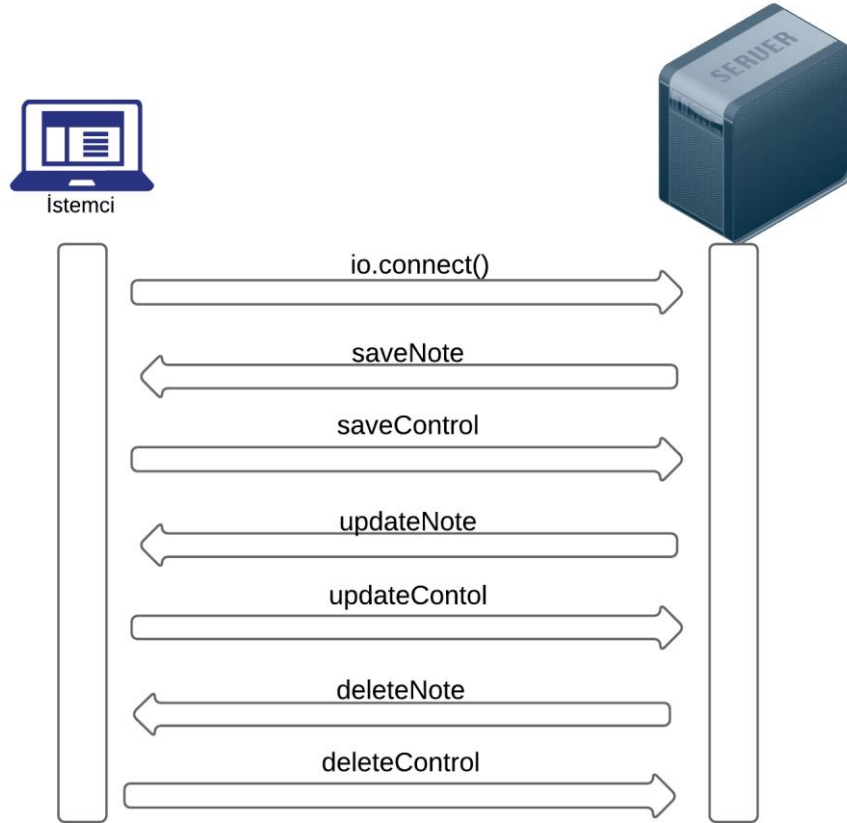 SERVER
İstemci
io.connect()
saveNote
saveControl
updateNote
updateContol
deleteNote
deleteControl